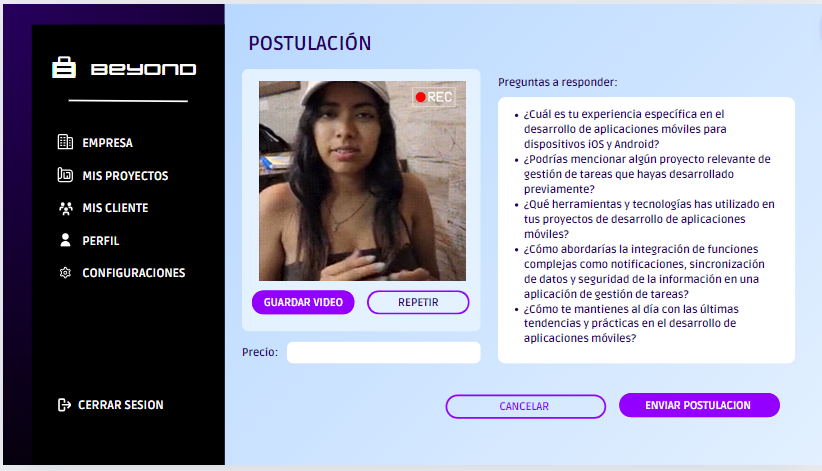 BEYOND
EMPRESA
MIS PROYECTOS
MIS CLIENTE
PERFIL
CONFIGURACIONES
CERRAR SESION
POSTULACIÓN
REC
GUARDAR VIDEO
REPETIR
Precio:
Preguntas a responder:
• ¿Cuál es tu experiencia específica en el
desarrollo de aplicaciones móviles para
dispositivos iOS y Android?
• ¿Podrías mencionar algún proyecto relevante de
gestión de tareas que hayas desarrollado
previamente?
• ¿Qué herramientas y tecnologías has utilizado en
tus proyectos de desarrollo de aplicaciones
móviles?
• ¿Cómo abordarías la integración de funciones
complejas como notificaciones, sincronización
de datos y seguridad de la información en una
aplicación de gestión de tareas?
• ¿Cómo te mantienes al día con las últimas
tendencias y prácticas en el desarrollo de
aplicaciones móviles?
CANCELAR
ENVIAR POSTULACION